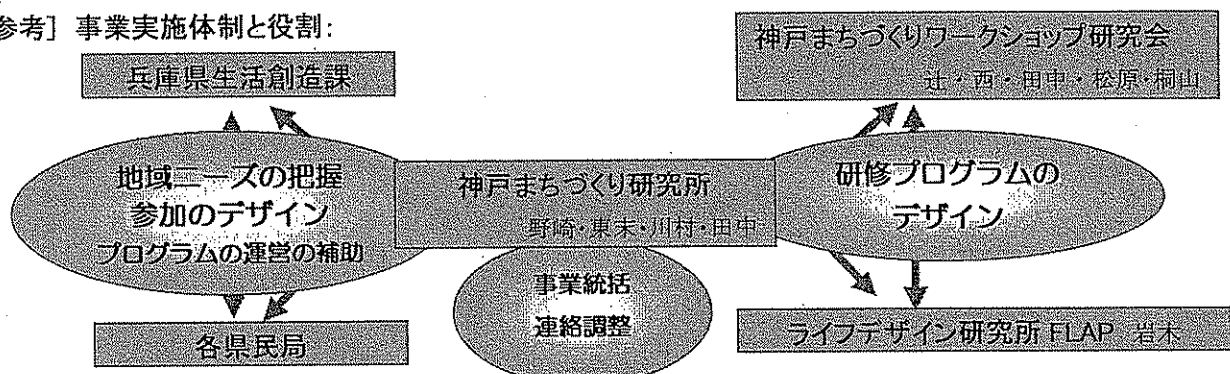 参考］事業実施体制と役割：
兵庫県生活創造課
神戸まちづくりワークショップ研究会
辻・西・田中・松原・桐山
地域ニーズの把握
参加のデザイン
プログラムの運営の補助
神戸まちづくり研究所
野崎・東末・川村・田中
研修プログラムの
デザイン
事業統括
連絡調整
各県民局
ライフデザイン研究所 FLAP 岩木